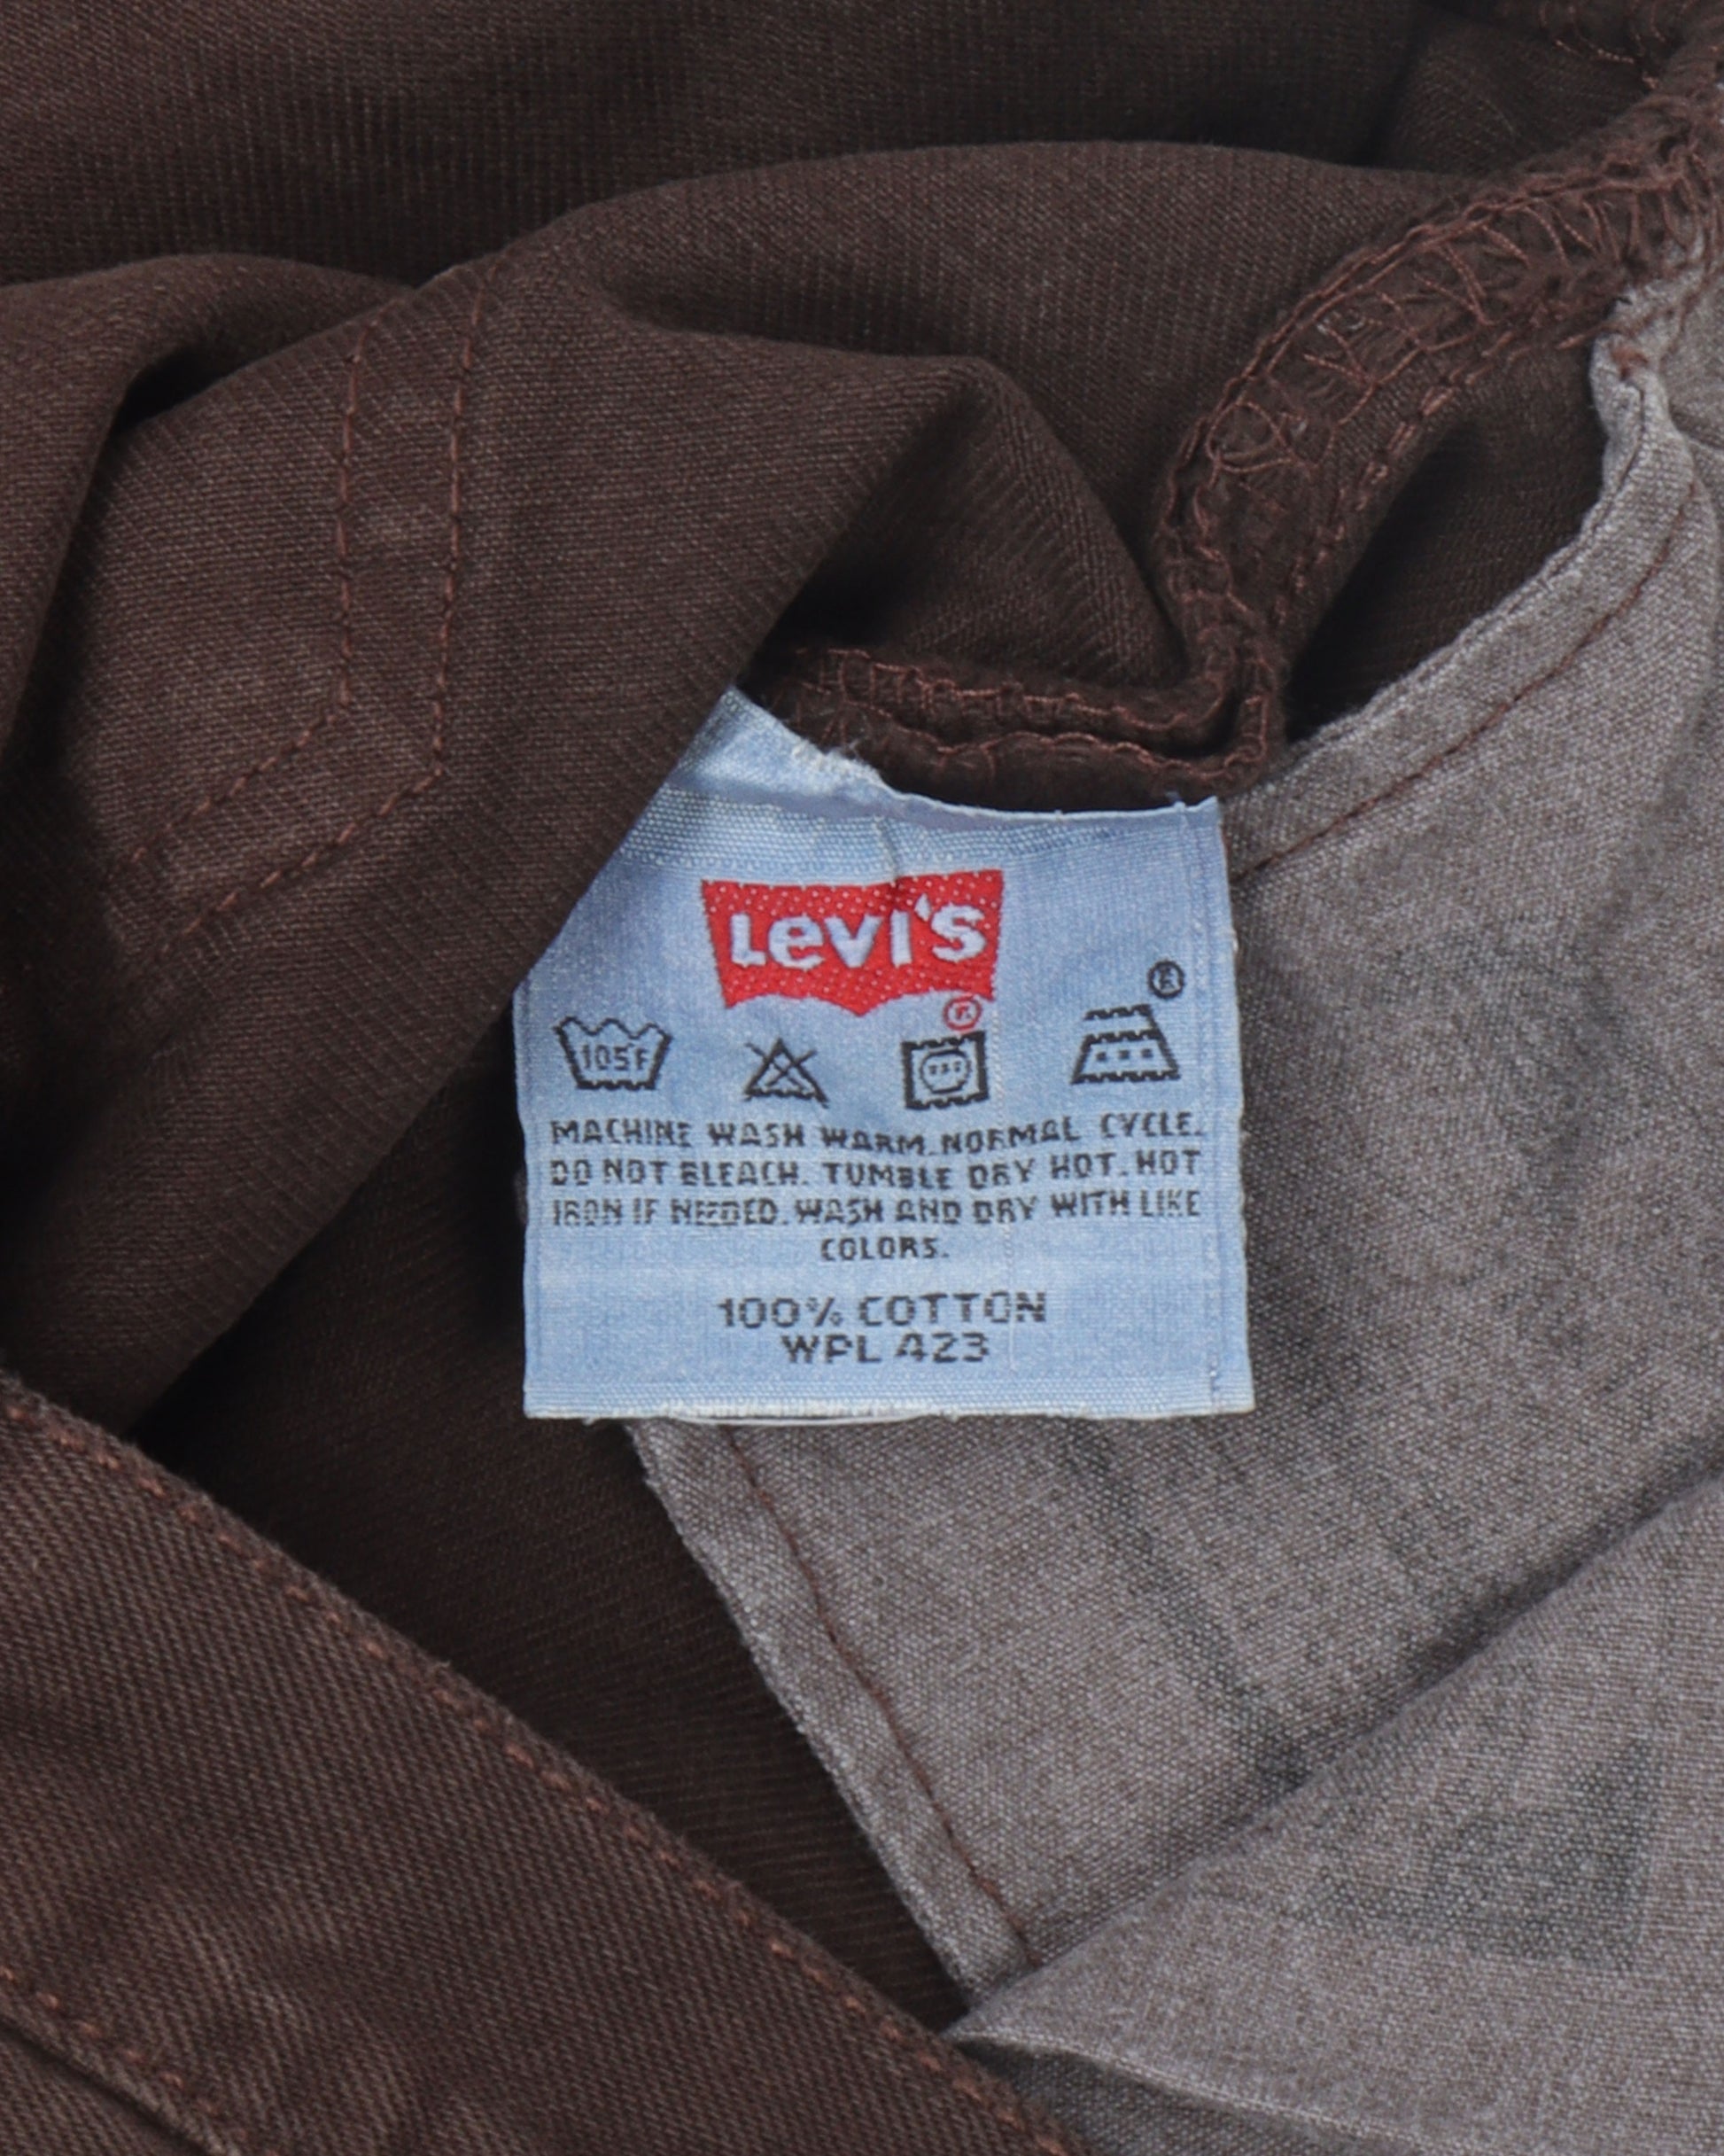 Levi's
®
®
105°F
MACHINE WASH WARM. NORMAL CYCLE.
DO NOT BLEACH. TUMBLE DRY HOT. HOT
IRON IF NEEDED. WASH AND DRY WITH LIKE
COLORS.
100% COTTON
WPL 423